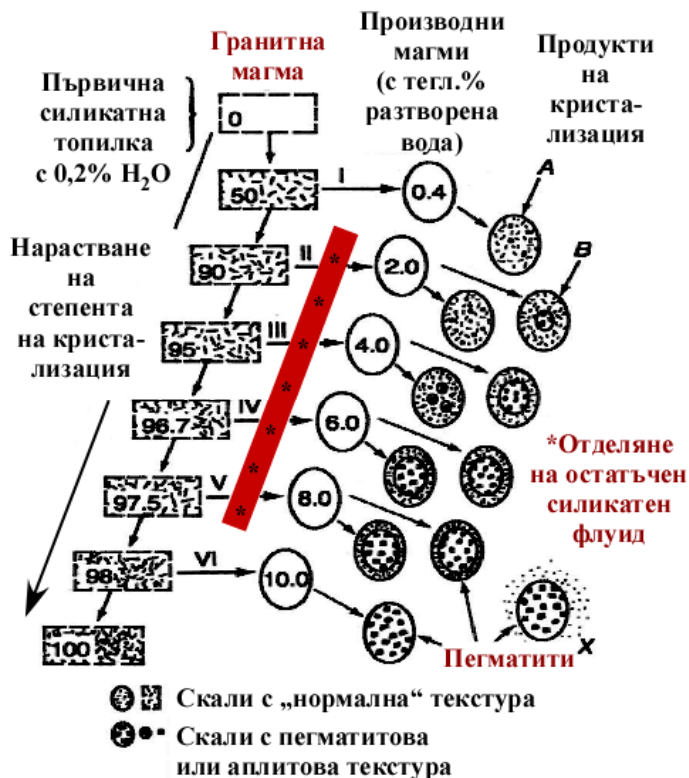 Гранитна
магма
Производни
магми
(с тегл.%
разтворена
вода)
Продукти
на
криста-
лизация
Първична
силикатна
топилка
с 0,2% H₂O
0
50
I
0.4
A
Нарастване
на
степента
на криста-
лизация
90
II
*
2.0
B
95
III
*
4.0
96.7
IV
*
6.0
97.5
V
*
8.0
98
VI
10.0
100
*Отделяне
на остатъчен
силикатен
флуид
Пегматити
X
Скали с „нормална“ текстура
Скали с пегматитова
или аплитова текстура